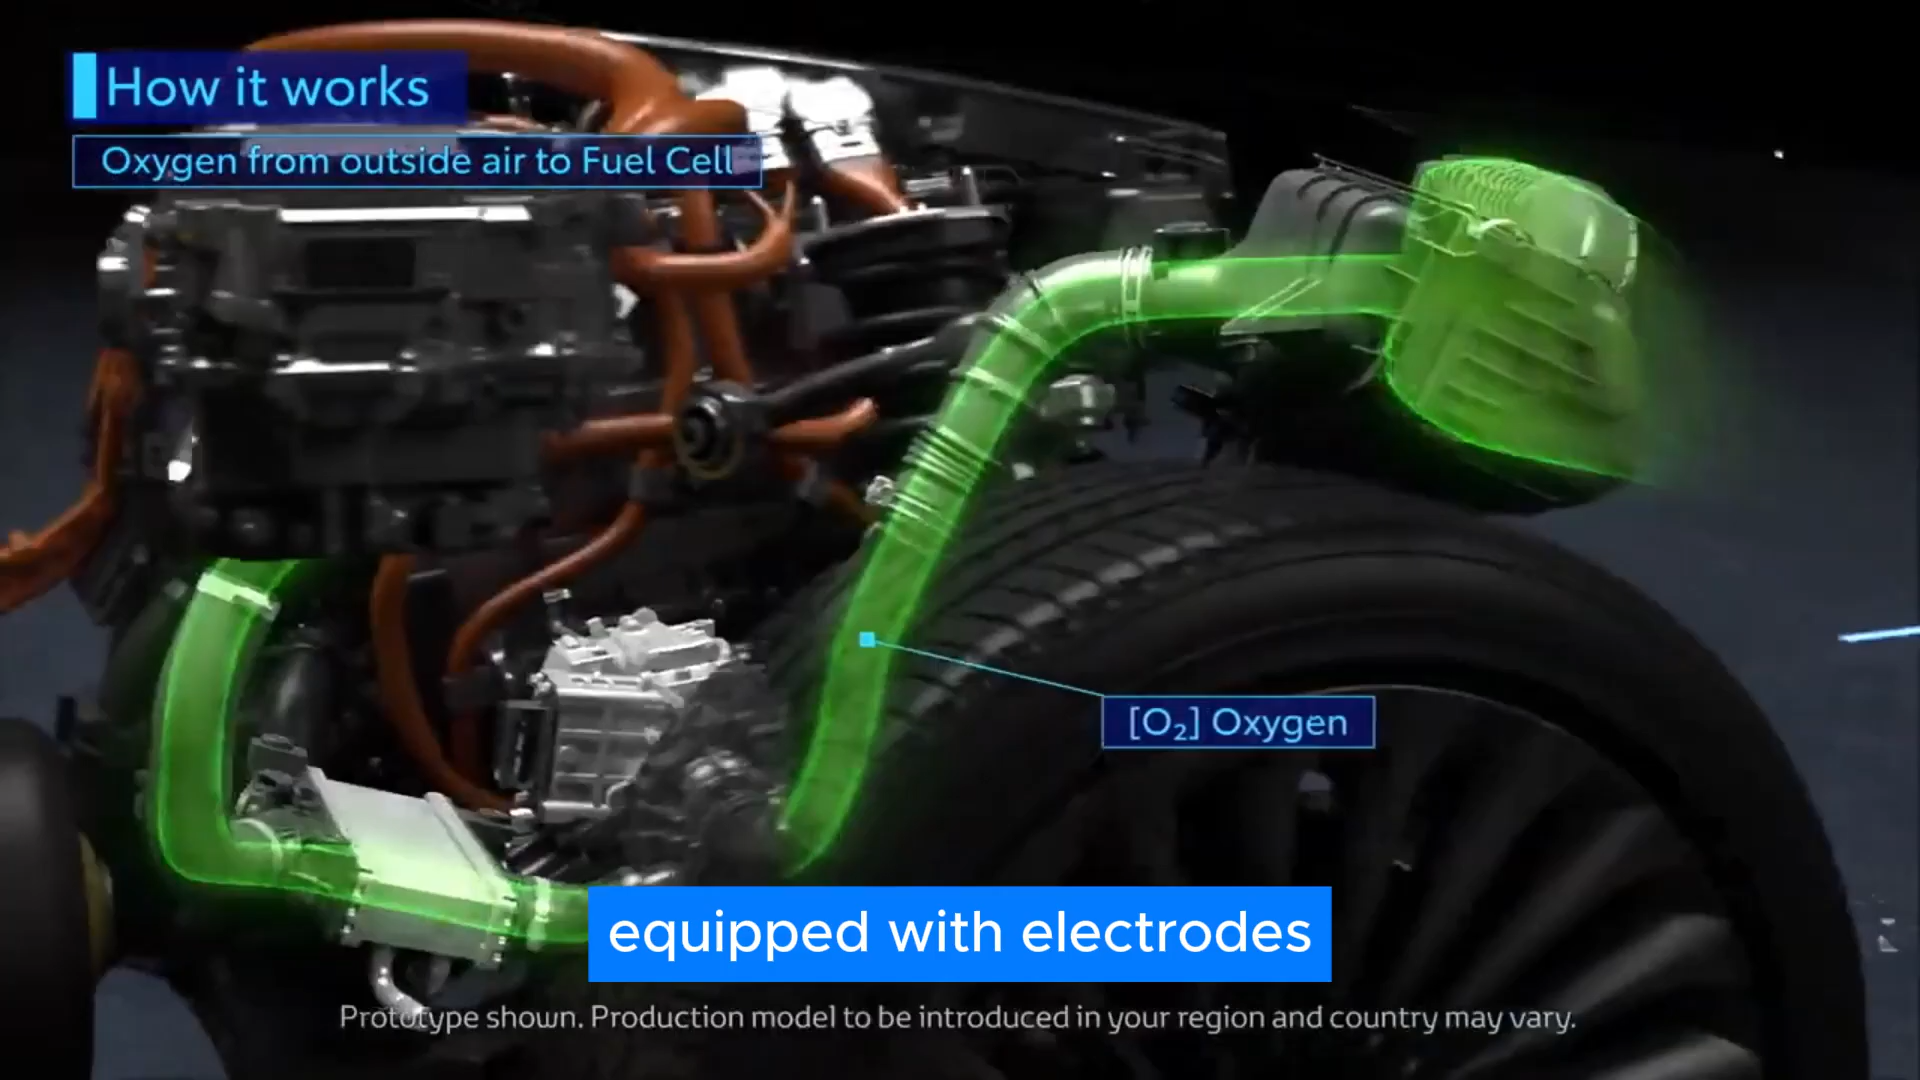 How it works
Oxygen from outside air to Fuel Cell
[O₂] Oxygen
equipped with electrodes
Prototype shown. Production model to be introduced in your region and country may vary.